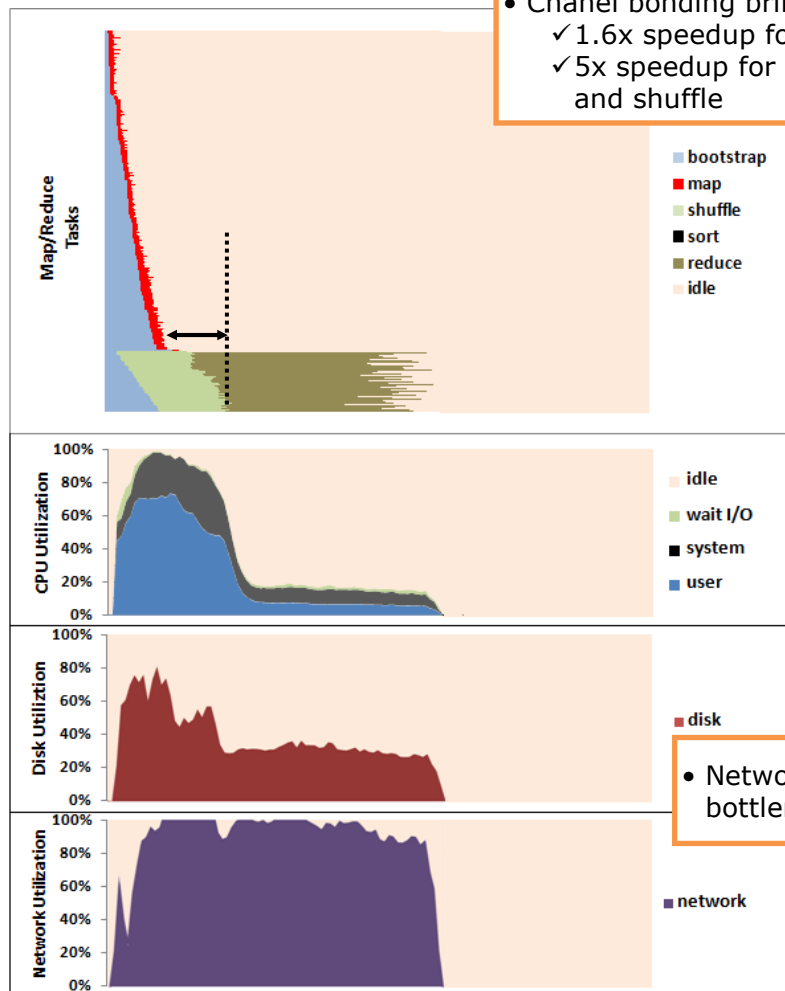 • Chanel bonding bri
✓1.6x speedup fo
✓5x speedup for
and shuffle
Map/Reduce
Tasks
bootstrap
map
shuffle
sort
reduce
idle
CPU Utilization
100%
80%
60%
40%
20%
0%
idle
wait I/O
system
user
Disk Utiliztion
100%
80%
60%
40%
20%
0%
disk
• Netwo
bottle
Network Utilization
100%
80%
60%
40%
20%
0%
network